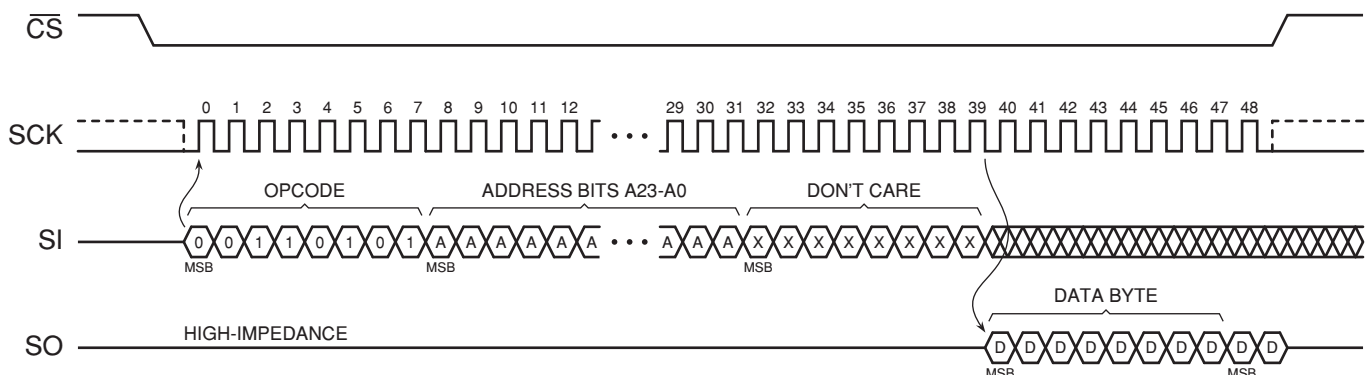 CS
0 1 2 3 4 5 6 7 8 9 10 11 12 29 30 31 32 33 34 35 36 37 38 39 40 41 42 43 44 45 46 47 48
SCK
OPCODE ADDRESS BITS A23-A0 DON'T CARE
SI 0 0 1 1 0 1 0 1 A A A A A A A A A X X X X X X X X
MSB MSB MSB
DATA BYTE
HIGH-IMPEDANCE
SO D D D D D D D D D D
MSB MSB